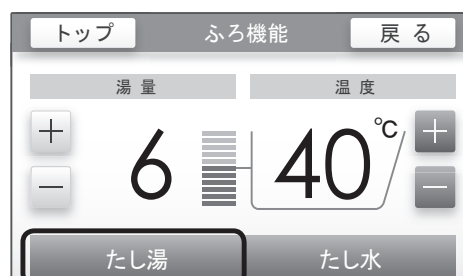 トップ ふろ機能 戻る
湯量 温度
+ 6 40℃ +
− −
たし湯 たし水